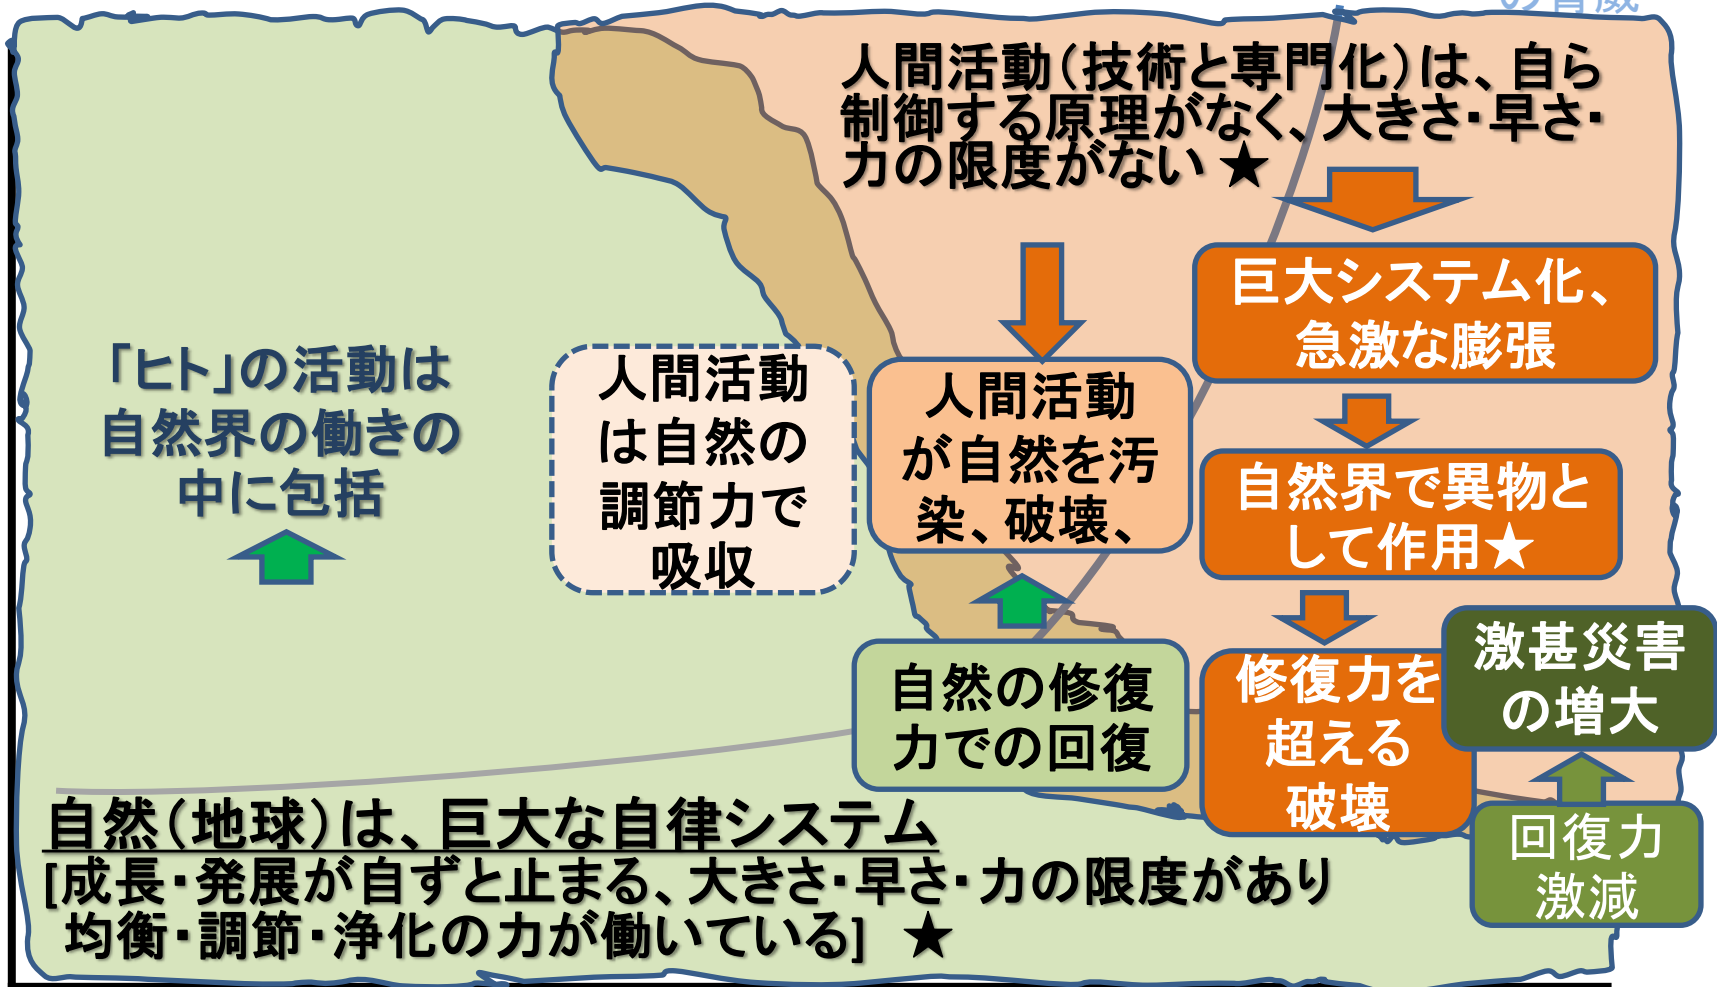 の脅威
人間活動（技術と専門化）は、自ら
制御する原理がなく、大きさ・早さ・
力の限度がない ★
巨大システム化、
急激な膨張
「ヒト」の活動は
自然界の働きの
中に包括
人間活動
は自然の
調節力で
吸収
人間活動
が自然を汚
染、破壊、
自然界で異物と
して作用★
自然の修復
力での回復
修復力を
超える
破壊
激甚災害
の増大
回復力
激減
自然（地球）は、巨大な自律システム
[成長・発展が自ずと止まる、大きさ・早さ・力の限度があり
均衡・調節・浄化の力が働いている] ★